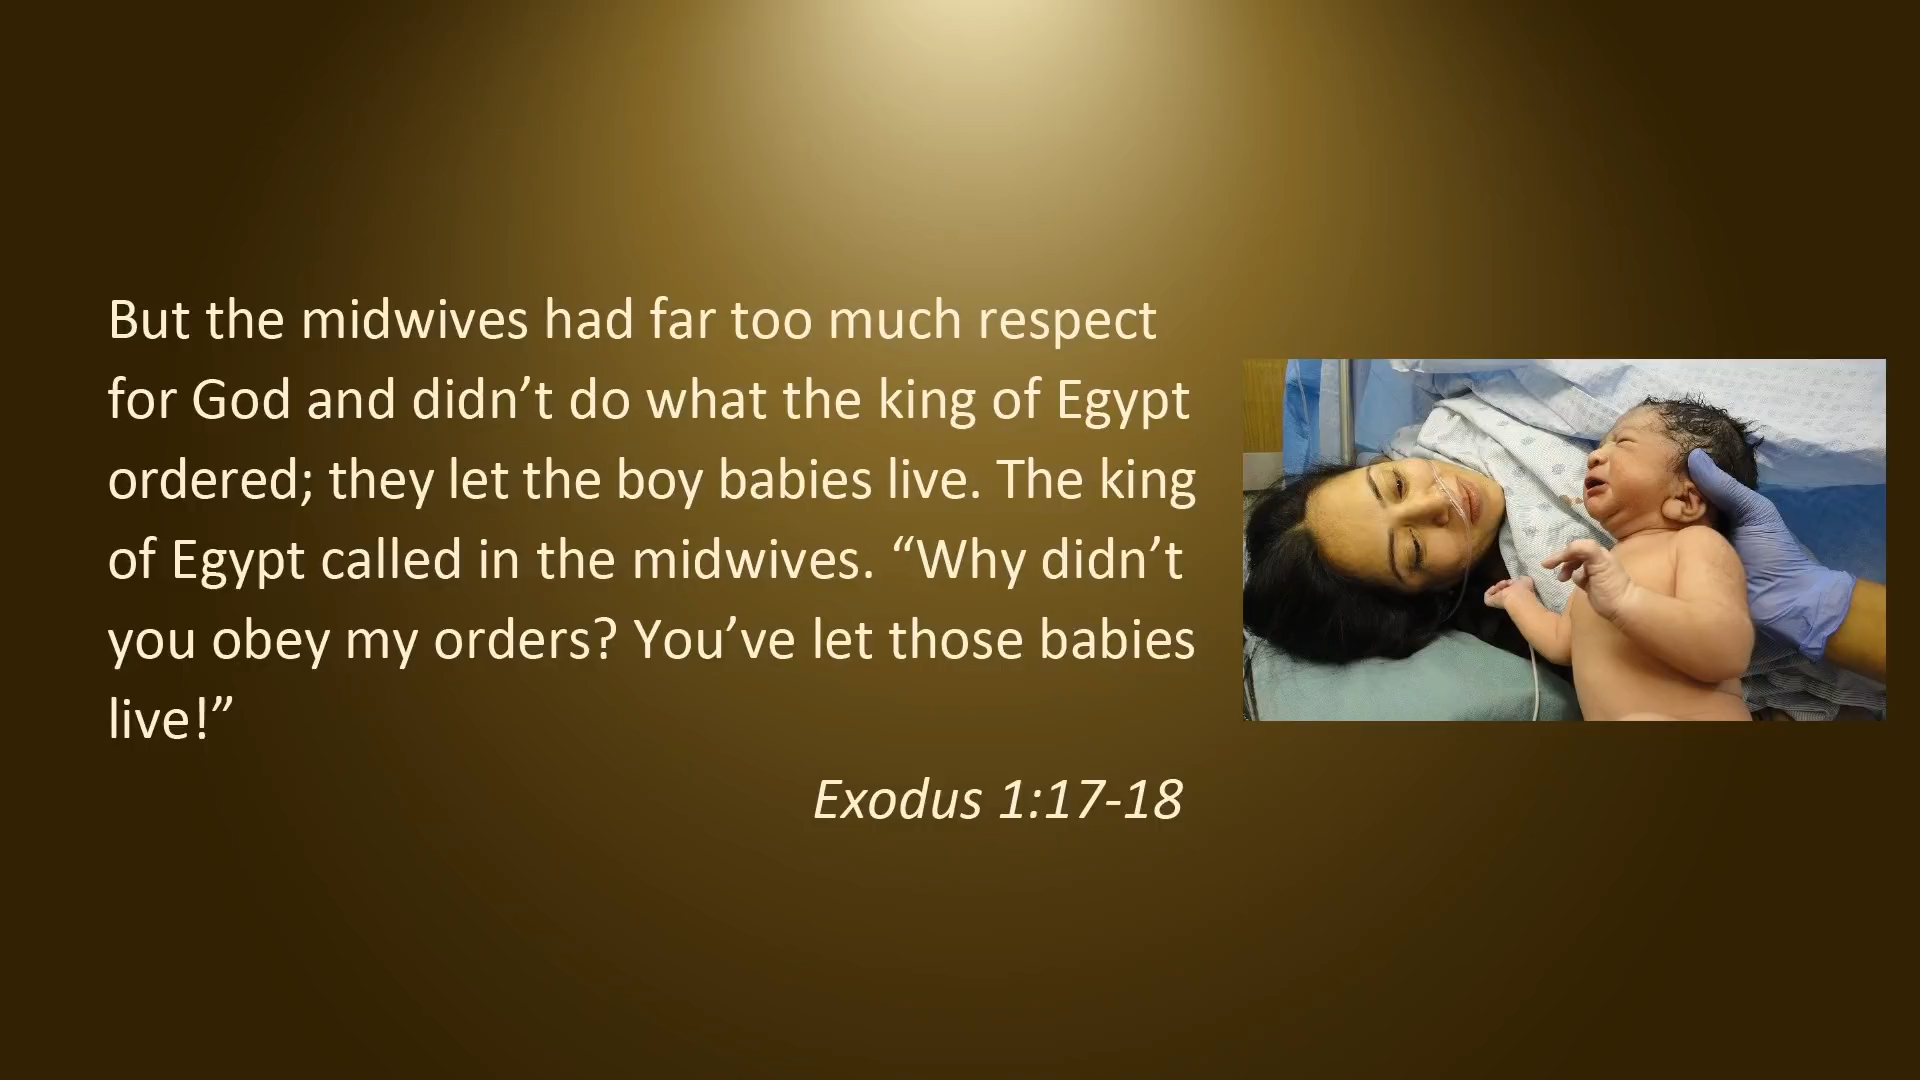 But the midwives had far too much respect
for God and didn’t do what the king of Egypt
ordered; they let the boy babies live. The king
of Egypt called in the midwives. “Why didn’t
you obey my orders? You’ve let those babies
live!”
Exodus 1:17-18